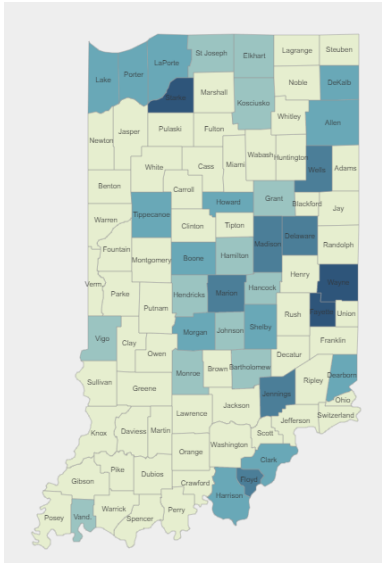 St Joseph Elkhart Lagrange Steuben
LaPorte
Porter
Lake
Noble DeKalb
Starke Marshall
Kosciusko
Whitley Allen
Newton Jasper Pulaski Fulton
Miami Wabash Huntington Wells Adams
White Cass
Benton Carroll
Grant Blackford Jay
Warren Tippecanoe Howard
Clinton Tipton
Madison Delaware Randolph
Fountain Montgomery Boone Hamilton
Henry Wayne
Verm. Parke Putnam Hendricks Marion Hancock
Rush Fayette Union
Vigo Clay Morgan Johnson Shelby
Franklin
Owen Decatur
Sullivan Greene Monroe Brown Bartholomew Dearborn
Jennings Ripley
Ohio
Lawrence Jackson Jefferson Switzerland
Knox Daviess Martin
Scott
Orange Washington
Clark
Gibson Pike Dubios
Crawford Floyd
Harrison
Posey Vand. Warrick Spencer Perry